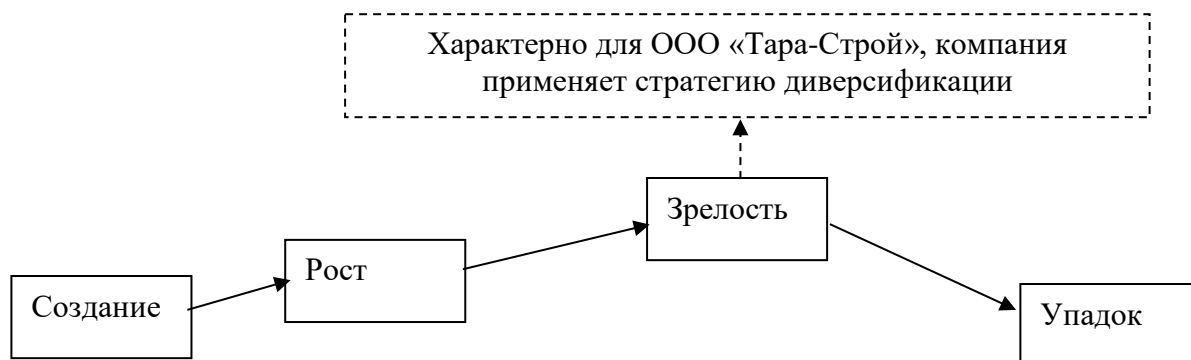 Характерно для ООО «Тара-Строй», компания
применяет стратегию диверсификации
Зрелость
Рост
Создание
Упадок